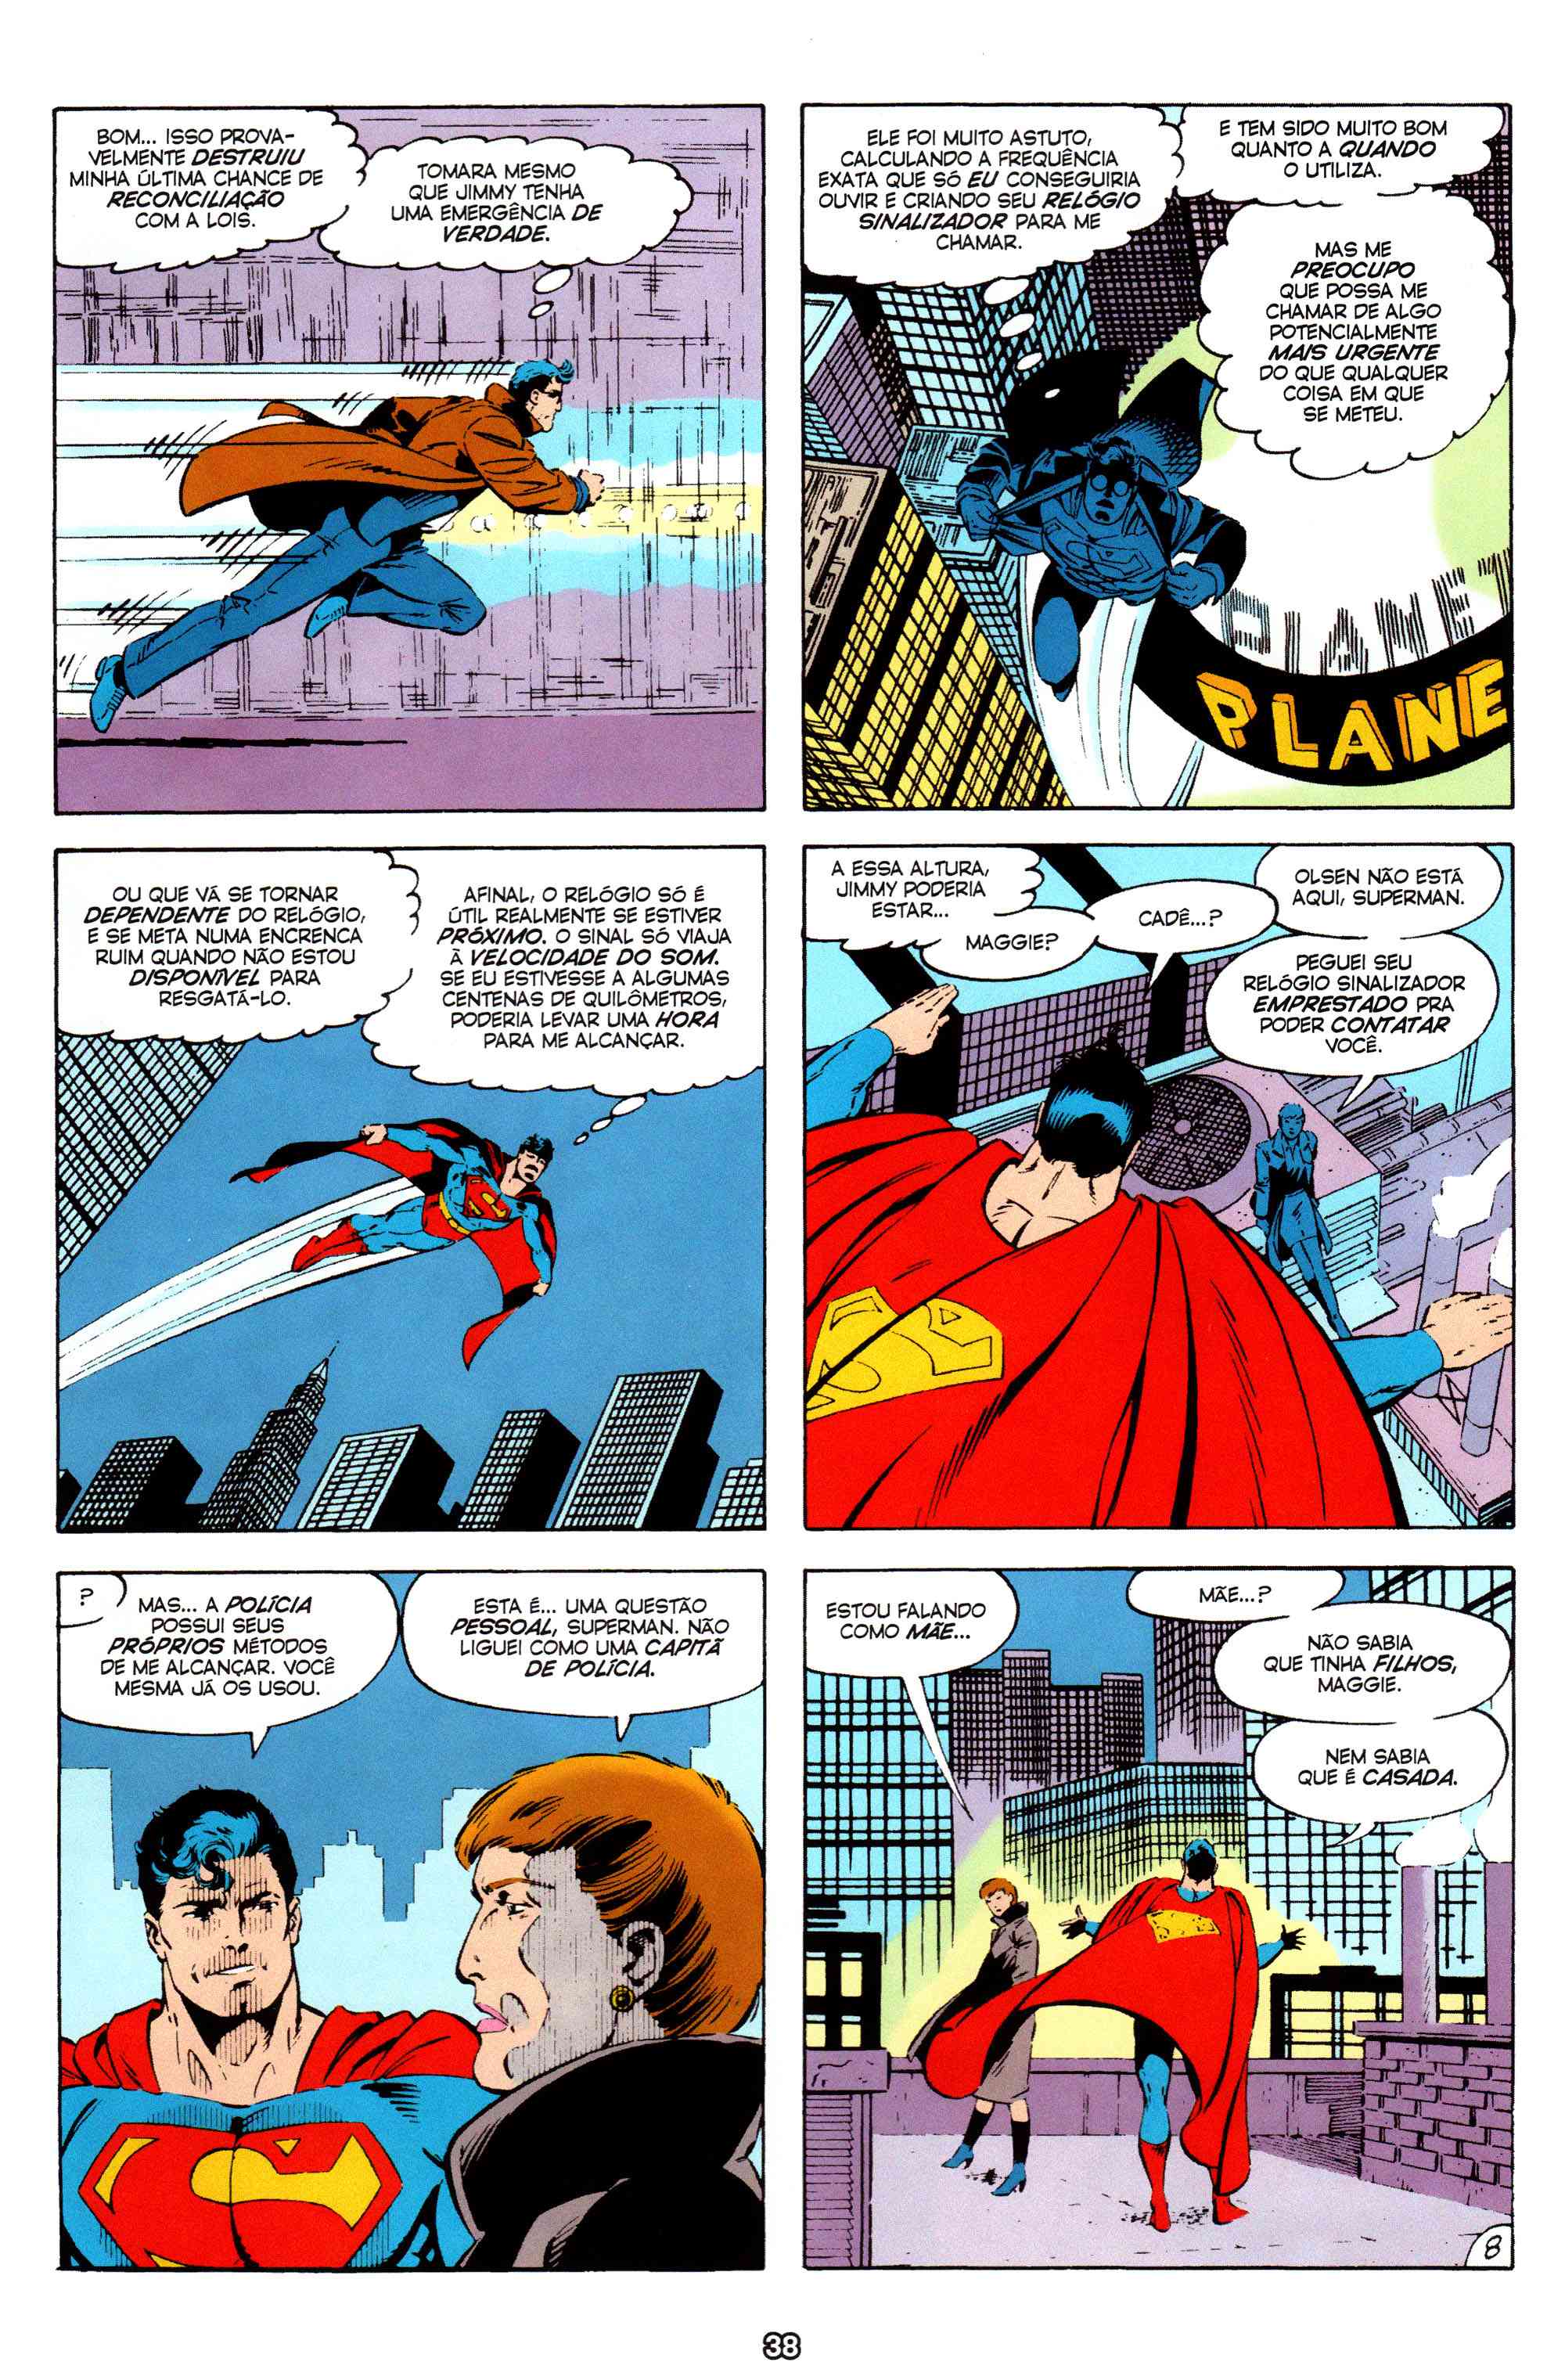 BOM... ISSO PROVA-
VELMENTE DESTRUIU
MINHA ÚLTIMA CHANCE DE
RECONCILIAÇÃO
COM A LOIS.
TOMARA MESMO
QUE JIMMY TENHA
UMA EMERGÊNCIA DE
VERDADE.
ELE FOI MUITO ASTUTO,
CALCULANDO A FREQUÊNCIA
EXATA QUE SÓ EU CONSEGUIRIA
OUVIR E CRIANDO SEU RELÓGIO
SINALIZADOR PARA ME
CHAMAR.
E TEM SIDO MUITO BOM
QUANTO A QUANDO
O UTILIZA.
MAS ME
PREOCUPO
QUE POSSA ME
CHAMAR DE ALGO
POTENCIALMENTE
MAIS URGENTE
DO QUE QUALQUER
COISA EM QUE
SE METEU.
PLANET
PLANE
OU QUE VÁ SE TORNAR
DEPENDENTE DO RELÓGIO,
E SE META NUMA ENCRENCA
RUIM QUANDO NÃO ESTOU
DISPONÍVEL PARA
RESGATÁ-LO.
AFINAL, O RELÓGIO SÓ É
ÚTIL REALMENTE SE ESTIVER
PRÓXIMO. O SINAL SÓ VIAJA
À VELOCIDADE DO SOM.
SE EU ESTIVESSE A ALGUMAS
CENTENAS DE QUILÔMETROS,
PODERIA LEVAR UMA HORA
PARA ME ALCANÇAR.
A ESSA ALTURA,
JIMMY PODERIA
ESTAR...
MAGGIE?
CADÊ...?
OLSEN NÃO ESTÁ
AQUI, SUPERMAN.
PEGUEI SEU
RELÓGIO SINALIZADOR
EMPRESTADO PRA
PODER CONTATAR
VOCÊ.
?
MAS... A POLÍCIA
POSSUI SEUS
PRÓPRIOS MÉTODOS
DE ME ALCANÇAR. VOCÊ
MESMA JÁ OS USOU.
ESTA É... UMA QUESTÃO
PESSOAL, SUPERMAN. NÃO
LIGUEI COMO UMA CAPITÃ
DE POLÍCIA.
ESTOU FALANDO
COMO MÃE...
MÃE...?
NÃO SABIA
QUE TINHA FILHOS,
MAGGIE.
NEM SABIA
QUE É CASADA.
8
38